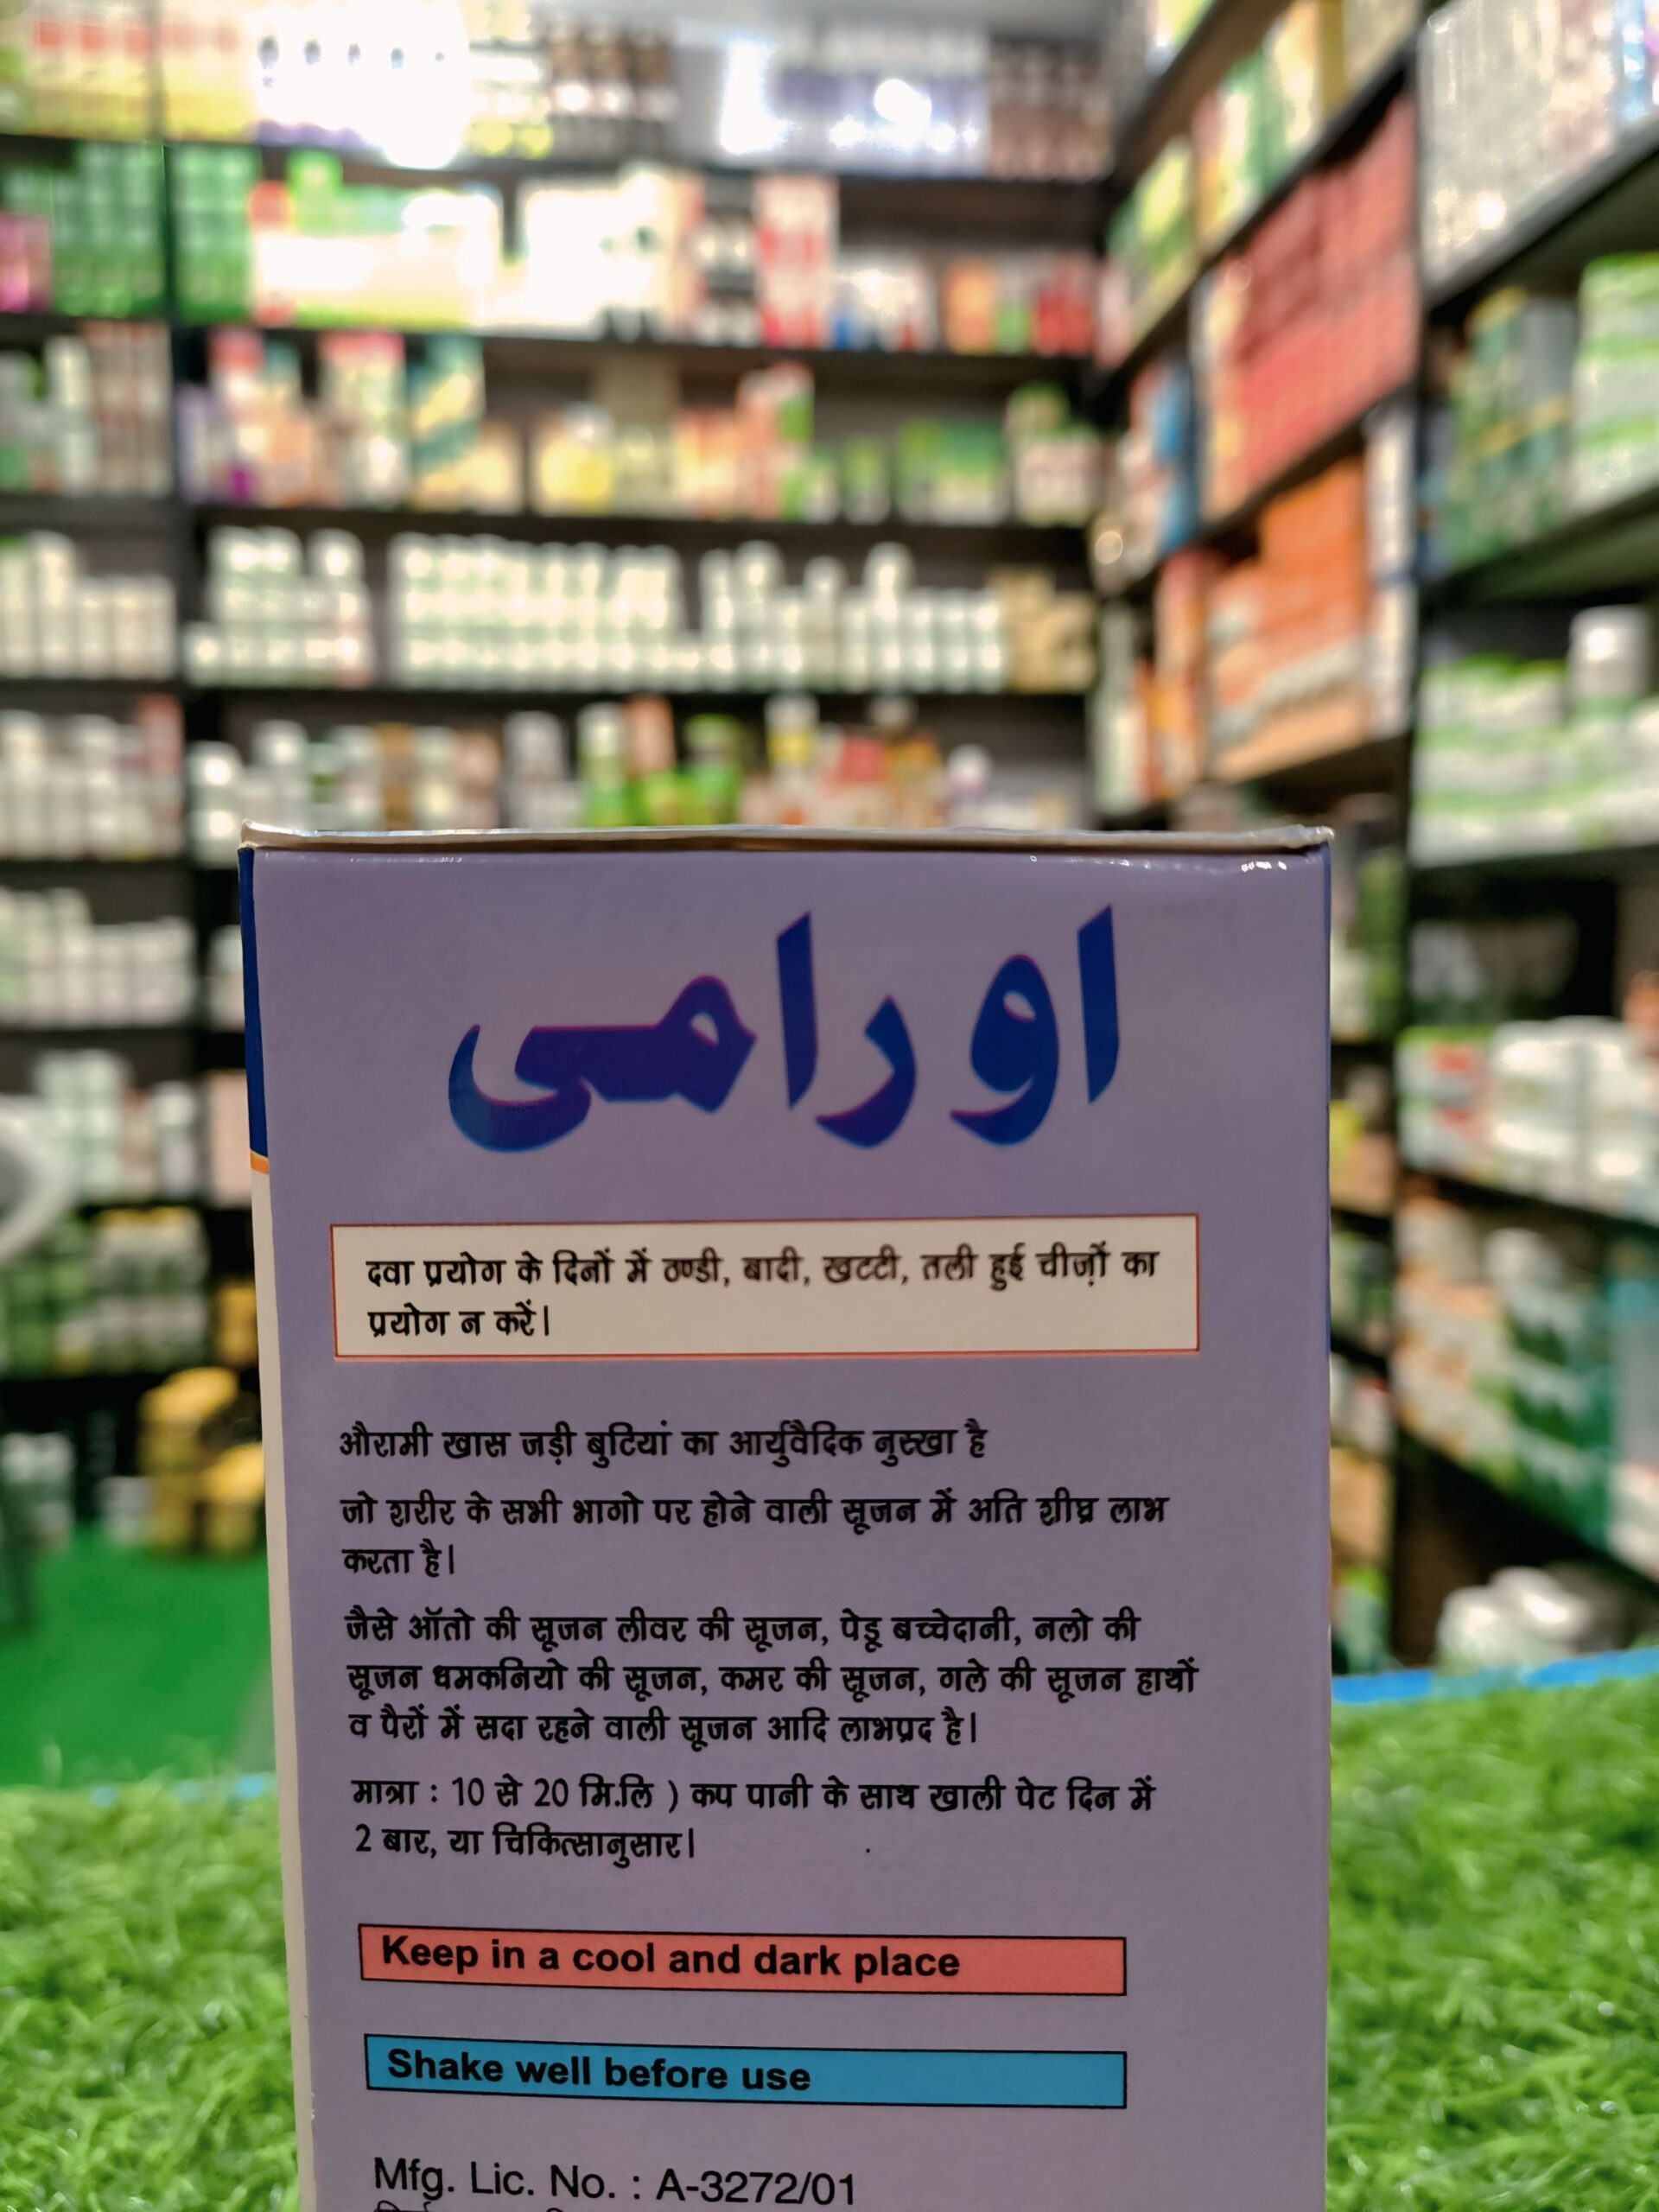 اورامی
दवा प्रयोग के दिनों में ठण्डी, बादी, खटटी, तली हुई चीज़ों का
प्रयोग न करें।
औरामी खास जड़ी बुटियां का आर्युवैदिक नुस्खा है
जो शरीर के सभी भागो पर होने वाली सूजन में अति शीघ्र लाभ
करता है।
जैसे ऑतो की सूजन लीवर की सूजन, पेडू बच्चेदानी, नलो की
सूजन धमकनियो की सूजन, कमर की सूजन, गले की सूजन हाथों
व पैरों में सदा रहने वाली सूजन आदि लाभप्रद है।
मात्रा : 10 से 20 मि.लि ) कप पानी के साथ खाली पेट दिन में
2 बार, या चिकित्सानुसार।
Keep in a cool and dark place
Shake well before use
Mfg. Lic. No. : A-3272/01